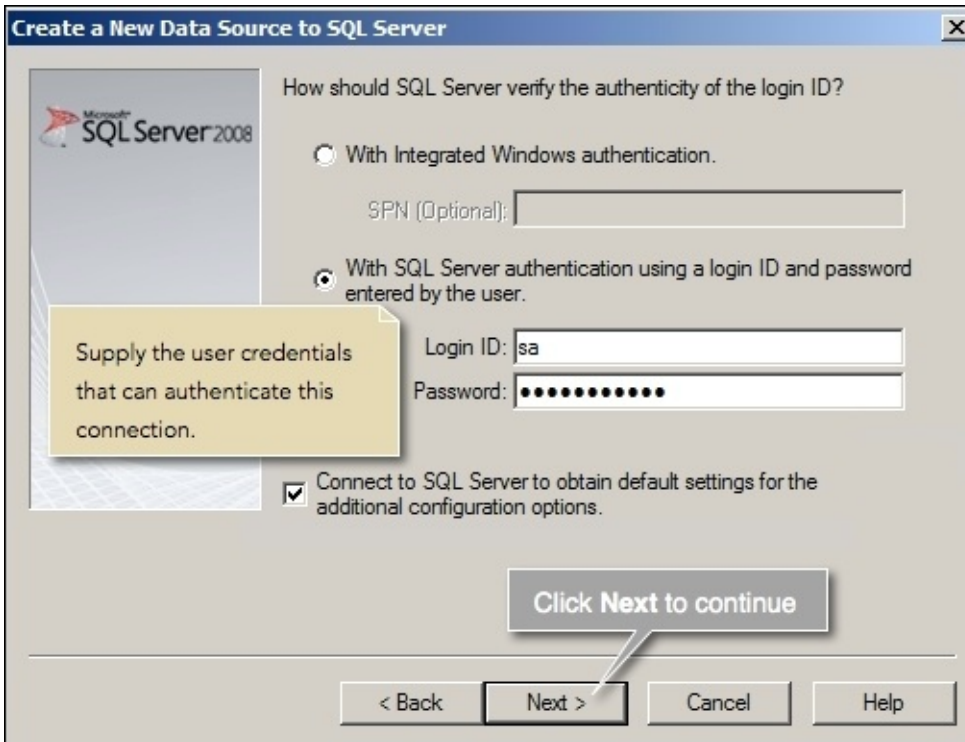 Create a New Data Source to SQL Server
Microsoft
SQL Server 2008
How should SQL Server verify the authenticity of the login ID?
With Integrated Windows authentication.
SPN (Optional):
With SQL Server authentication using a login ID and password
entered by the user.
Supply the user credentials
that can authenticate this
connection.
Login ID: sa
Password: ●●●●●●●●●●●
Connect to SQL Server to obtain default settings for the
additional configuration options.
Click Next to continue
< Back
Next >
Cancel
Help